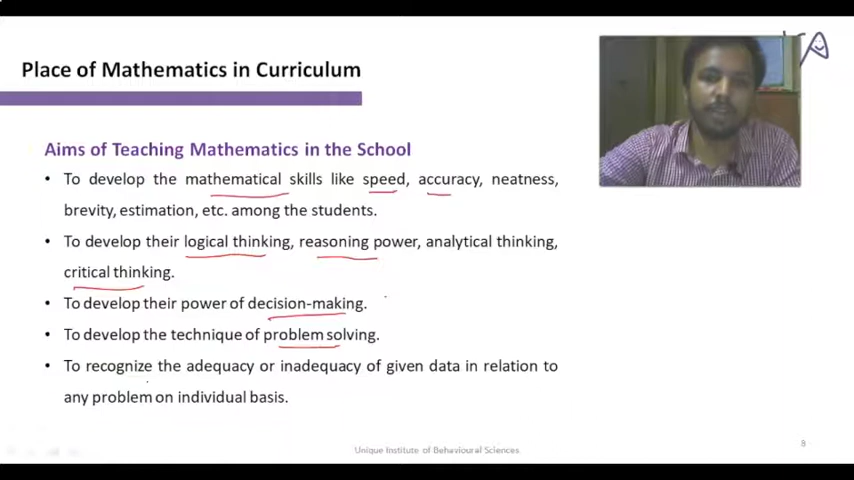 Place of Mathematics in Curriculum
Aims of Teaching Mathematics in the School
• To develop the mathematical skills like speed, accuracy, neatness,
brevity, estimation, etc. among the students.
• To develop their logical thinking, reasoning power, analytical thinking,
critical thinking.
• To develop their power of decision-making.
• To develop the technique of problem solving.
• To recognize the adequacy or inadequacy of given data in relation to
any problem on individual basis.
Unique Institute of Behavioural Sciences
8